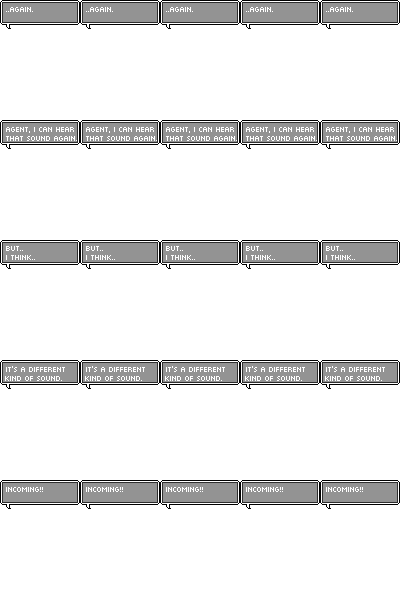 ..AGAIN. ..AGAIN. ..AGAIN. ..AGAIN. ..AGAIN.
AGENT, I CAN HEAR AGENT, I CAN HEAR AGENT, I CAN HEAR AGENT, I CAN HEAR AGENT, I CAN HEAR
THAT SOUND AGAIN. THAT SOUND AGAIN. THAT SOUND AGAIN. THAT SOUND AGAIN. THAT SOUND AGAIN.
BUT.. BUT.. BUT.. BUT.. BUT..
I THINK.. I THINK.. I THINK.. I THINK.. I THINK..
IT'S A DIFFERENT IT'S A DIFFERENT IT'S A DIFFERENT IT'S A DIFFERENT IT'S A DIFFERENT
KIND OF SOUND. KIND OF SOUND. KIND OF SOUND. KIND OF SOUND. KIND OF SOUND.
INCOMING!! INCOMING!! INCOMING!! INCOMING!! INCOMING!!